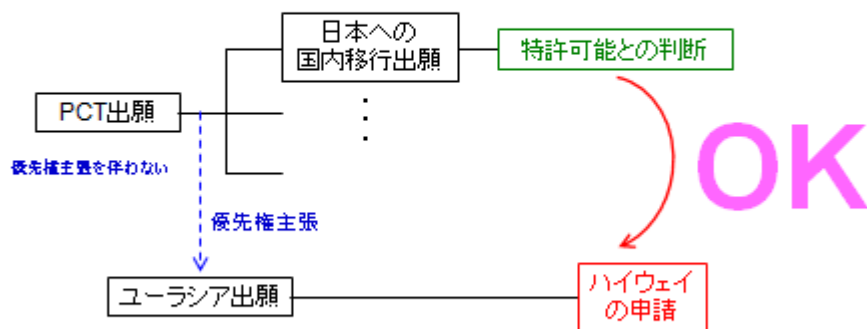 日本への
国内移行出願
特許可能との判断
PCT出願
優先権主張を伴わない
優先権主張
OK
ユーラシア出願
ハイウェイ
の申請